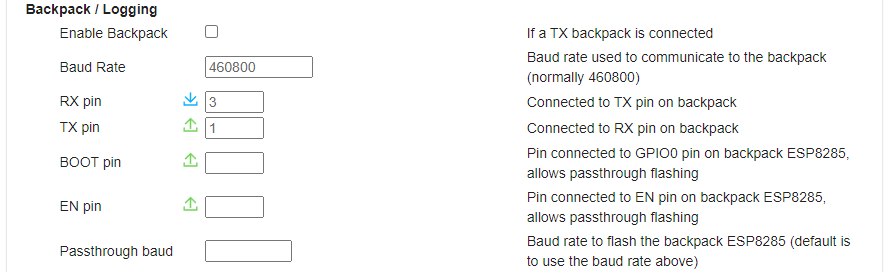 Backpack / Logging
Enable Backpack If a TX backpack is connected
Baud Rate 460800 Baud rate used to communicate to the backpack
(normally 460800)
RX pin 3 Connected to TX pin on backpack
TX pin 1 Connected to RX pin on backpack
BOOT pin Pin connected to GPIO0 pin on backpack ESP8285,
allows passthrough flashing
EN pin Pin connected to EN pin on backpack ESP8285,
allows passthrough flashing
Passthrough baud Baud rate to flash the backpack ESP8285 (default is
to use the baud rate above)